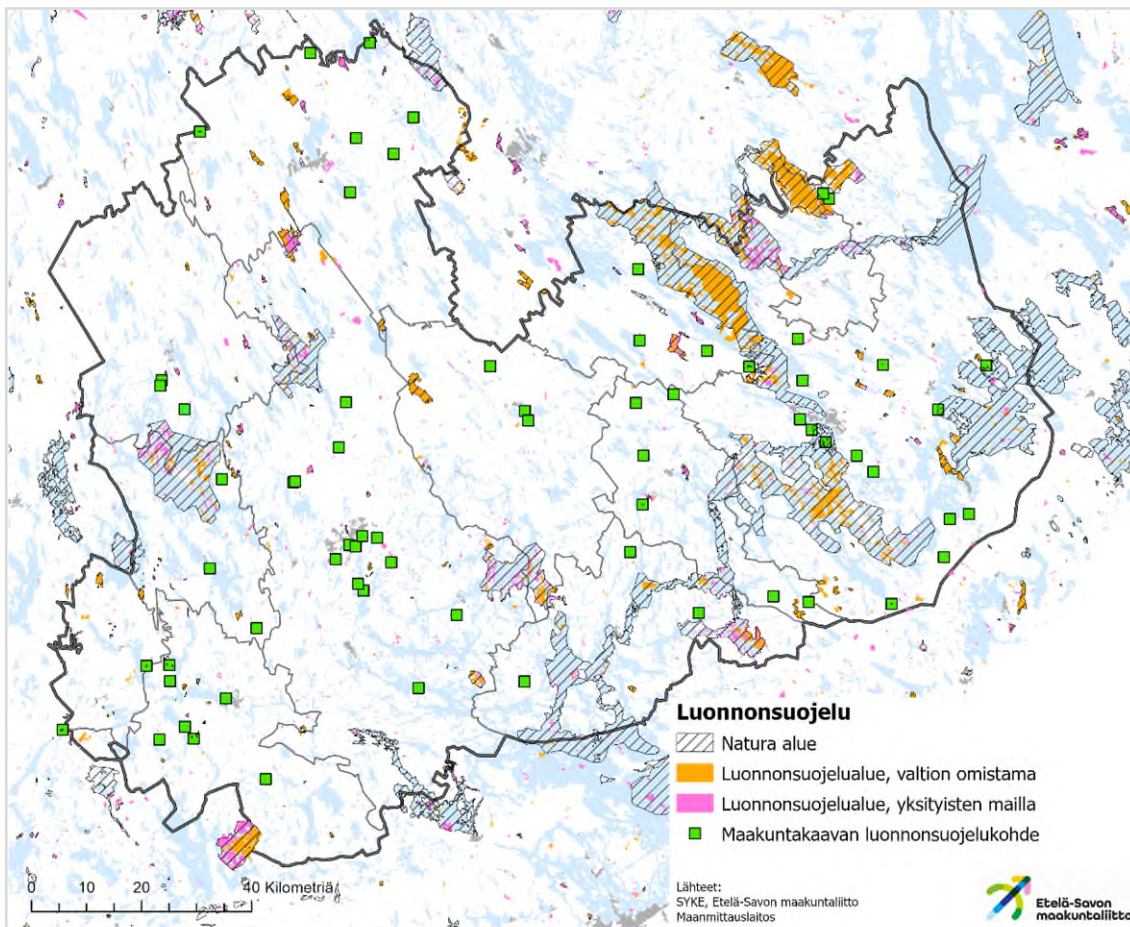 Luonnonsuojelu
Natura alue
Luonnonsuojelualue, valtion omistama
Luonnonsuojelualue, yksityisten mailla
Maakuntakaavan luonnonsuojelukohde
0 10 20 40 Kilometriä
Lähteet:
SYKE, Etelä-Savon maakuntaliitto
Maanmittauslaitos
Etelä-Savon
maakuntaliitto